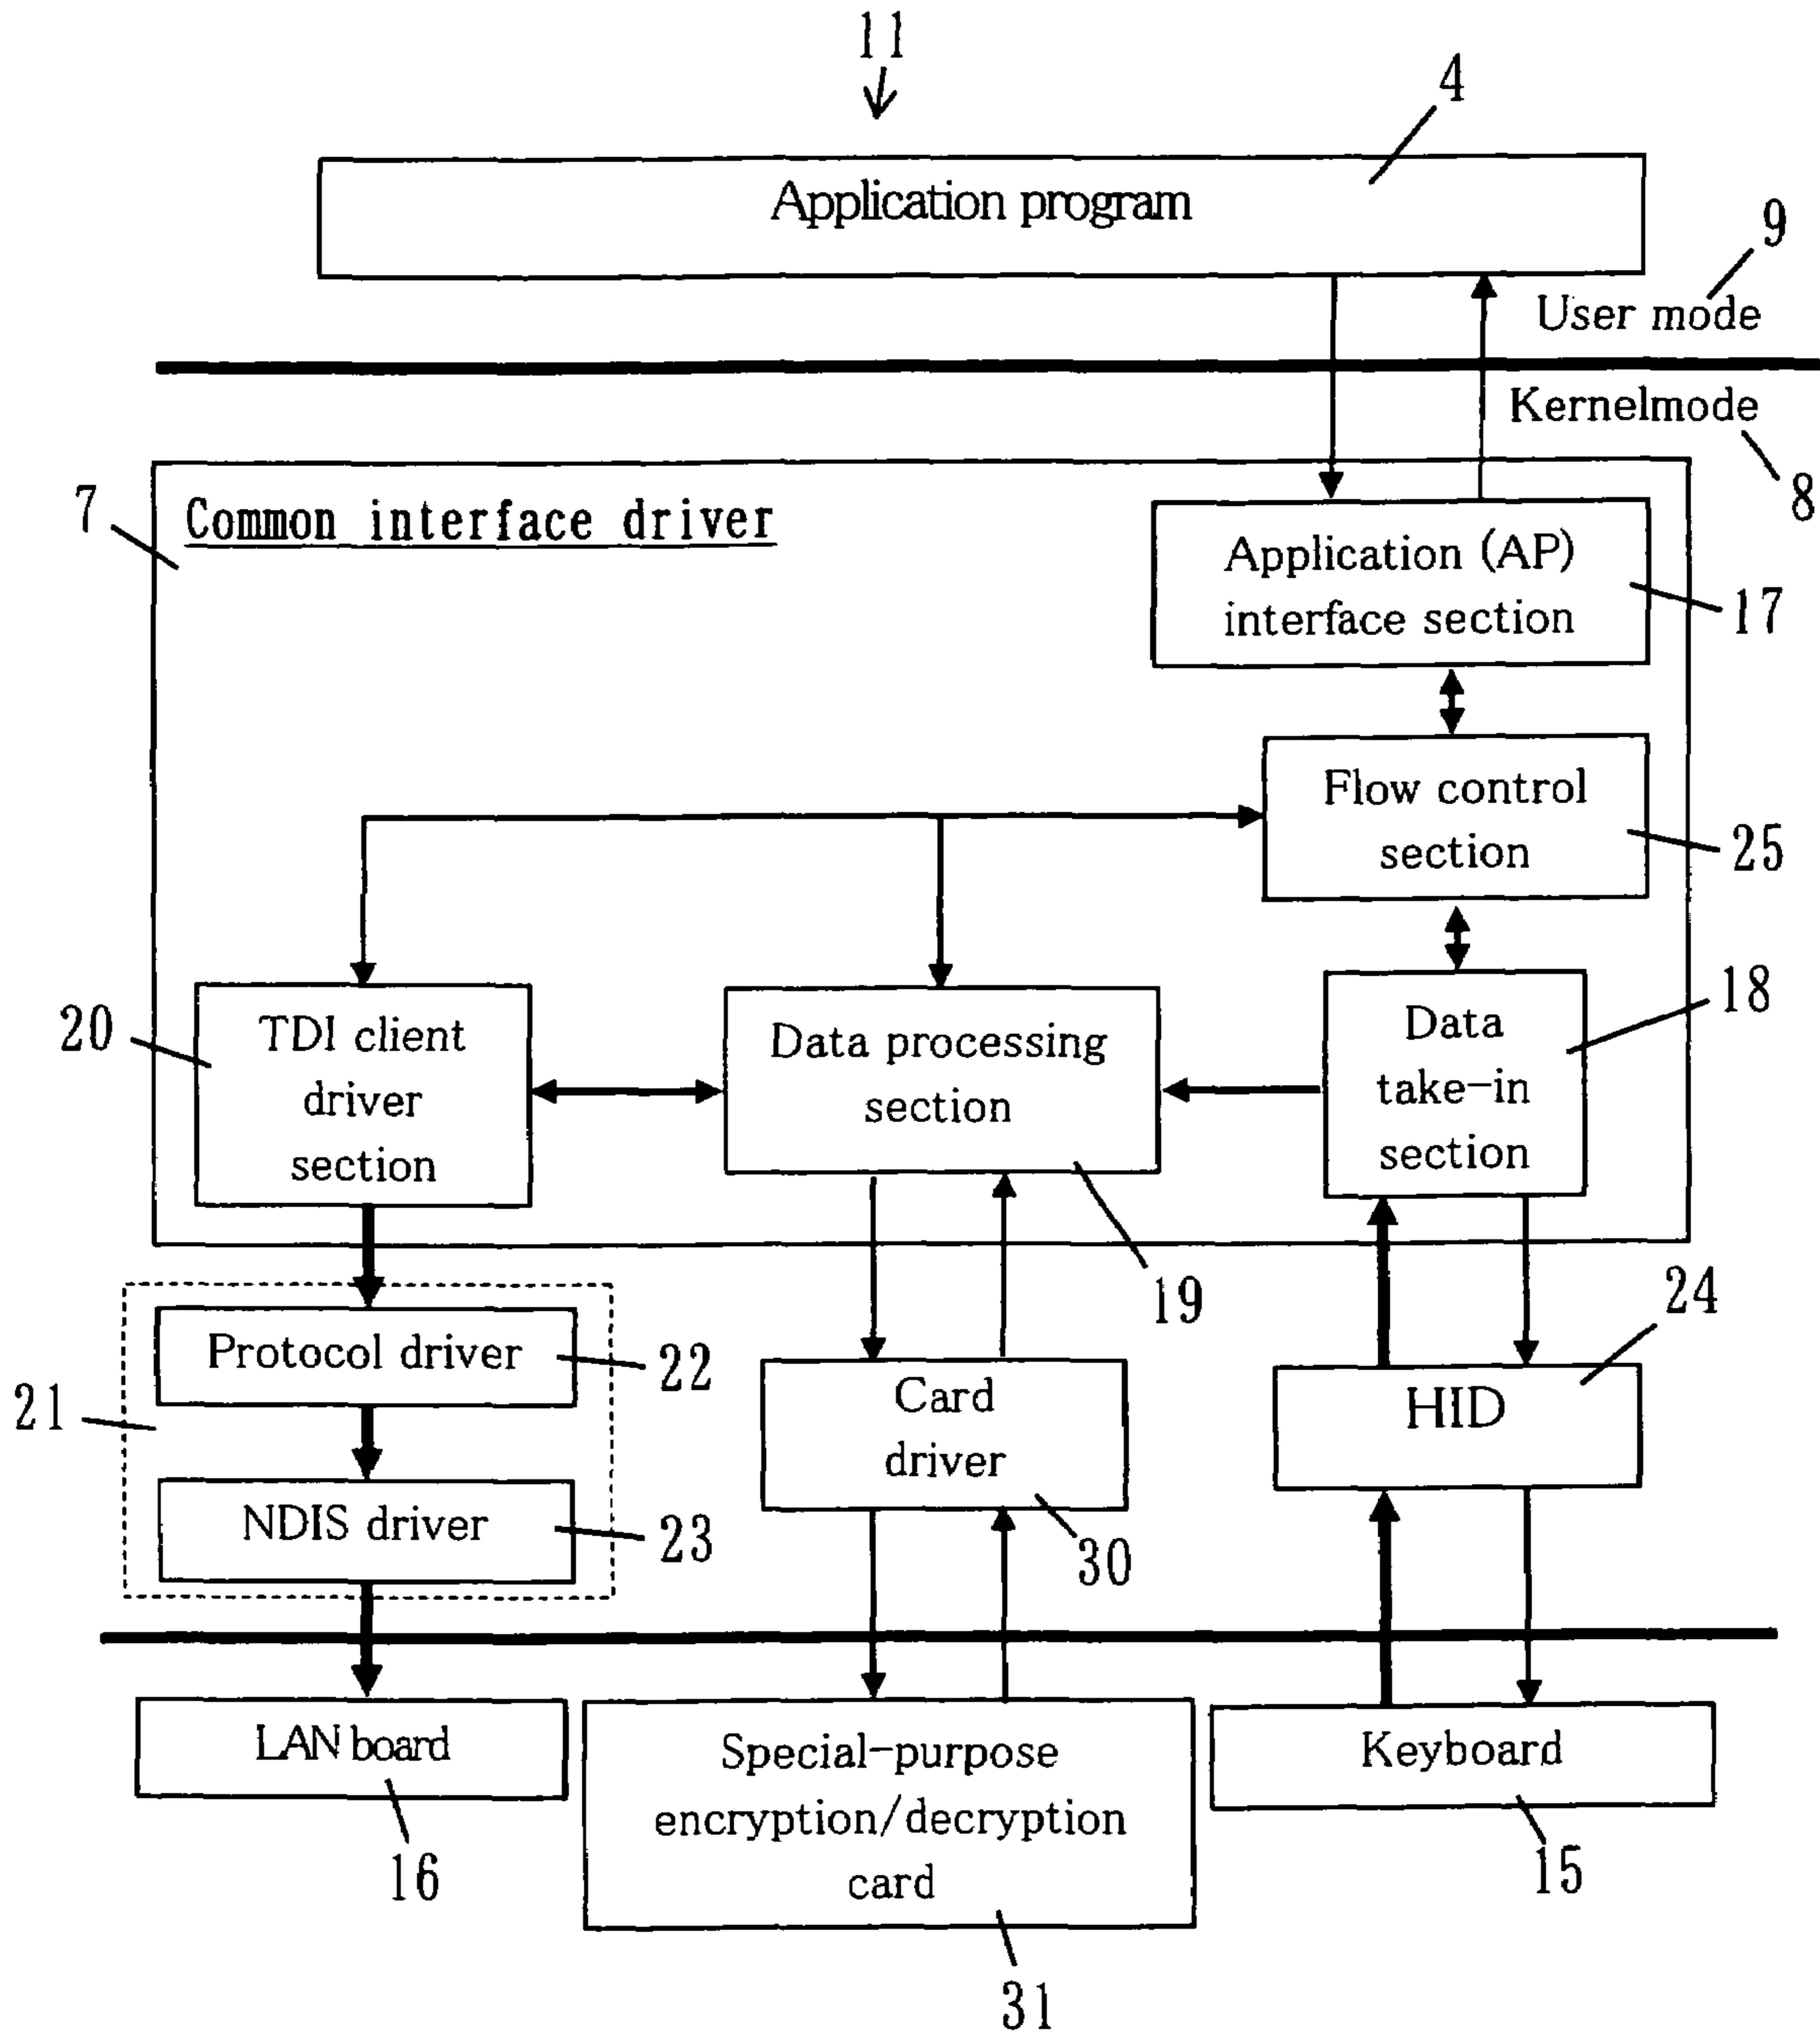 11
4
Application program
9
User mode
Kernelmode
8
7
Common interface driver
Application (AP)
interface section
17
Flow control
section
25
20
TDI client
driver
section
Data processing
section
Data
take-in
section
18
19
24
Protocol driver
22
21
Card
driver
HID
NDIS driver
23
30
LAN board
Special-purpose
encryption/decryption
card
Keyboard
16
15
31